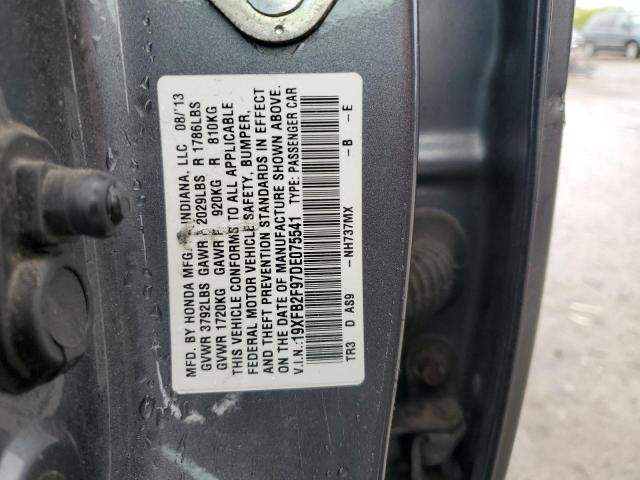 MFD. BY HONDA MFG. INDIANA, LLC 08/'13
GVWR 3792LBS GAWR F 2029LBS R 1786LBS
GVWR 1720KG GAWR F 920KG R 810KG
THIS VEHICLE CONFORMS TO ALL APPLICABLE
FEDERAL MOTOR VEHICLE SAFETY, BUMPER,
AND THEFT PREVENTION STANDARDS IN EFFECT
ON THE DATE OF MANUFACTURE SHOWN ABOVE.
V.I.N.:19XFB2F97DE075541 TYPE: PASSENGER CAR
TR3 D AS9 -NH737MX -B -E